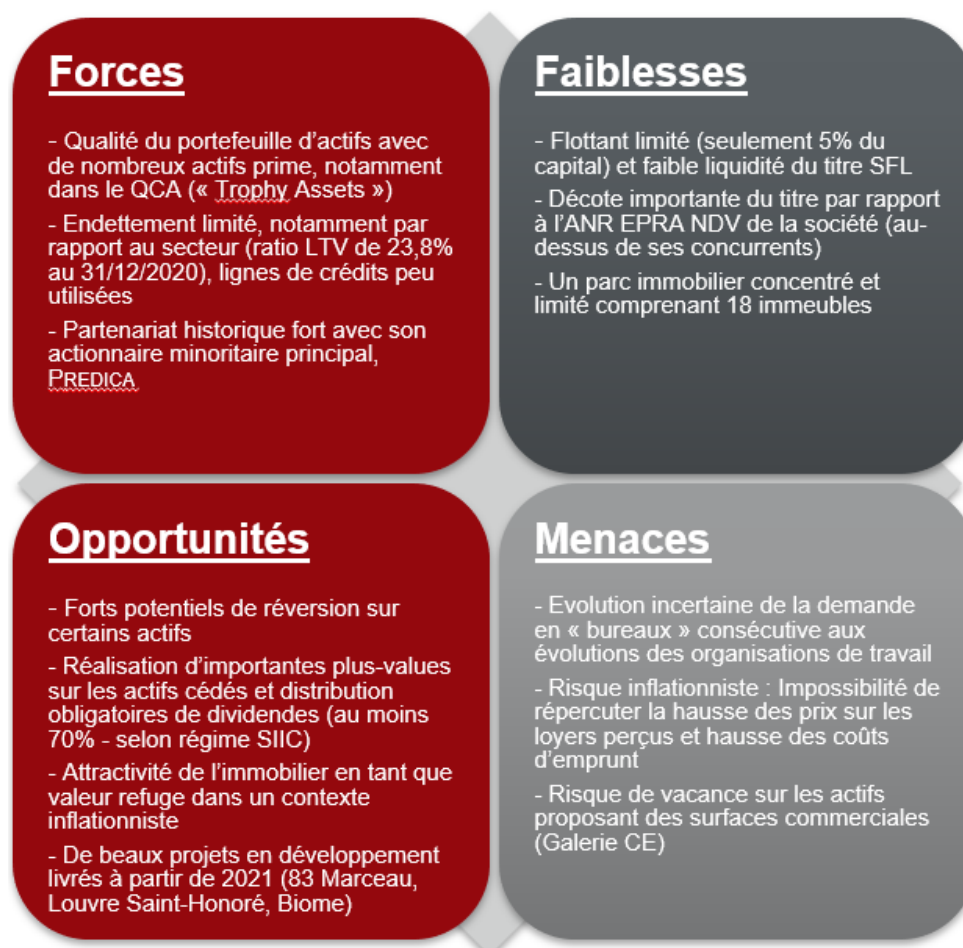 Forces
- Qualité du portefeuille d’actifs avec
de nombreux actifs prime, notamment
dans le QCA (« Trophy Assets »)
- Endettement limité, notamment par
rapport au secteur (ratio LTV de 23,8%
au 31/12/2020), lignes de crédits peu
utilisées
- Partenariat historique fort avec son
actionnaire minoritaire principal,
PREDICA
Faiblesses
- Flottant limité (seulement 5% du
capital) et faible liquidité du titre SFL
- Décote importante du titre par rapport
à l’ANR EPRA NDV de la société (au-
dessus de ses concurrents)
- Un parc immobilier concentré et
limité comprenant 18 immeubles
Opportunités
- Forts potentiels de réversion sur
certains actifs
- Réalisation d’importantes plus-values
sur les actifs cédés et distribution
obligatoires de dividendes (au moins
70% - selon régime SIIC)
- Attractivité de l’immobilier en tant que
valeur refuge dans un contexte
inflationniste
- De beaux projets en développement
livrés à partir de 2021 (83 Marceau,
Louvre Saint-Honoré, Biome)
Menaces
- Evolution incertaine de la demande
en « bureaux » consécutive aux
évolutions des organisations de travail
- Risque inflationniste : Impossibilité de
répercuter la hausse des prix sur les
loyers perçus et hausse des coûts
d’emprunt
- Risque de vacance sur les actifs
proposant des surfaces commerciales
(Galerie CE)